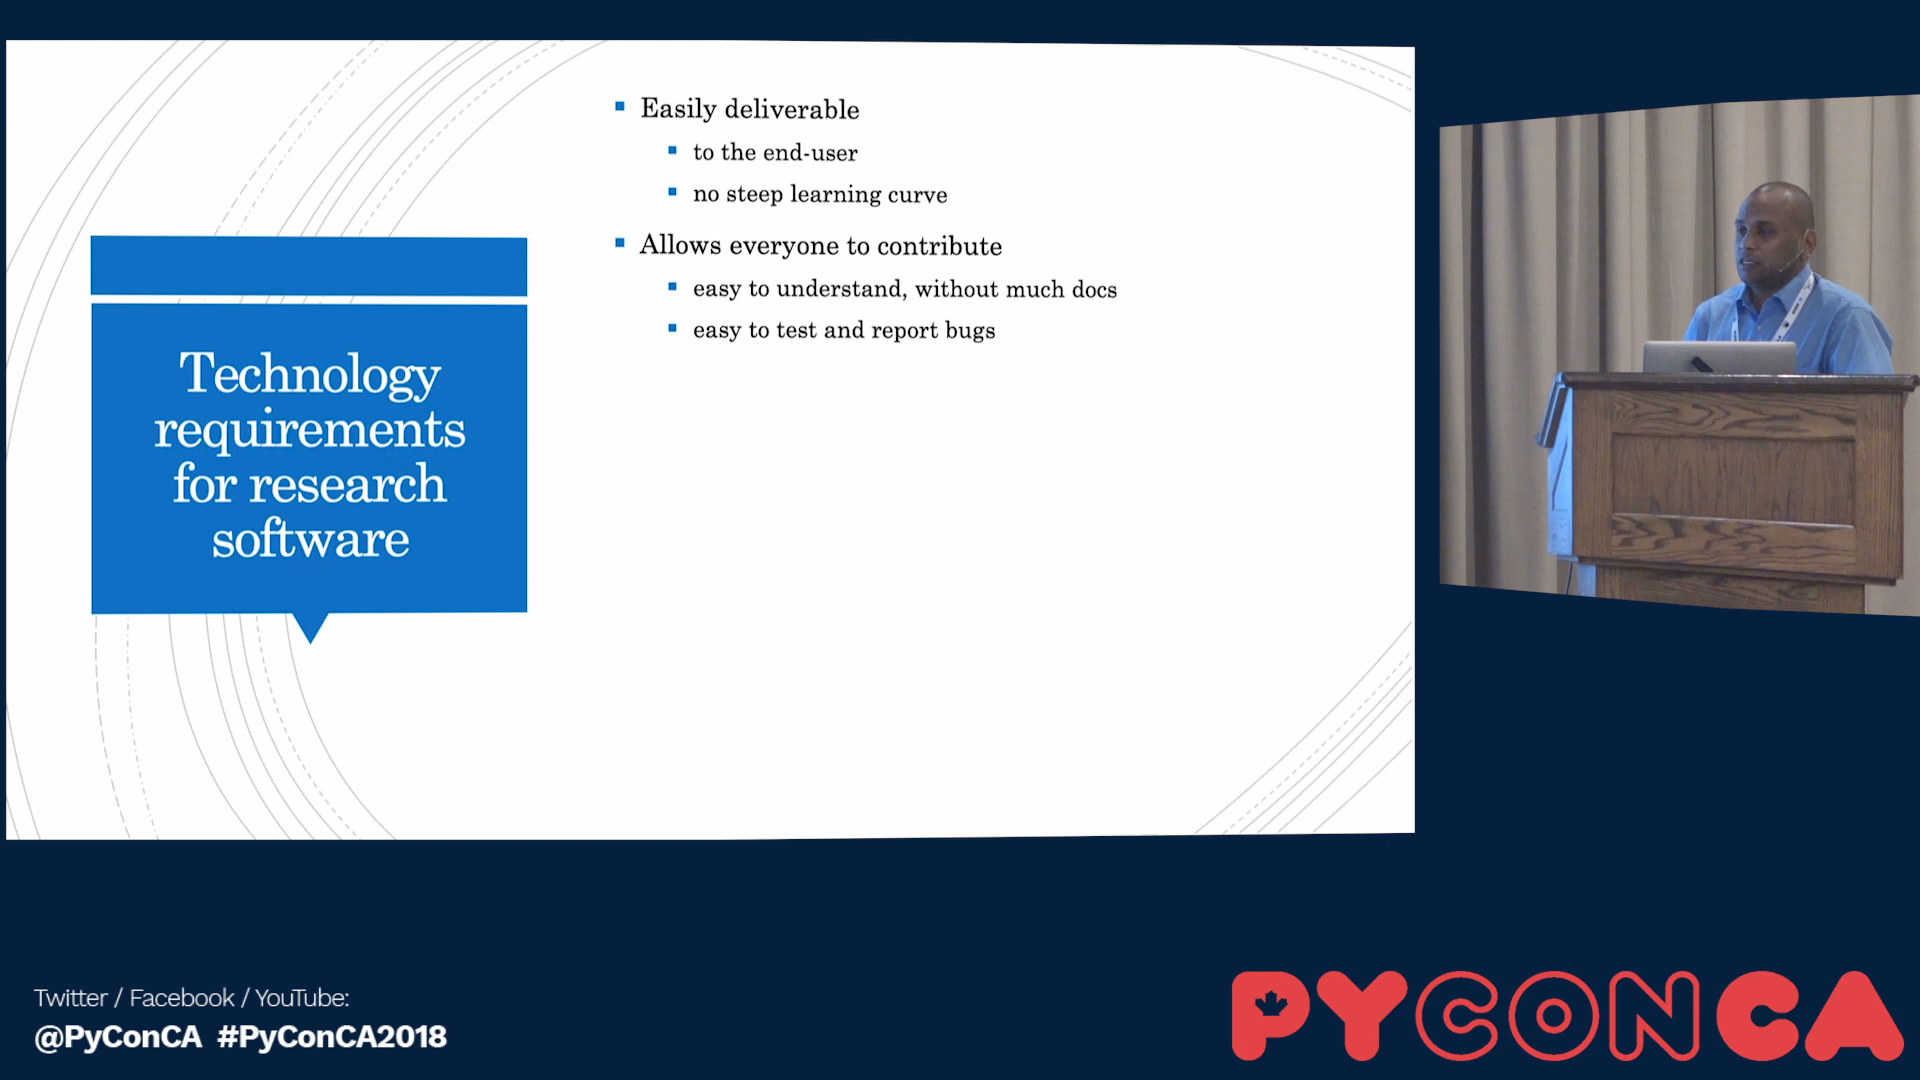 Technology
requirements
for research
software
Easily deliverable
to the end-user
no steep learning curve
Allows everyone to contribute
easy to understand, without much docs
easy to test and report bugs
Twitter / Facebook / YouTube:
@PyConCA #PyConCA2018
PYCONCA